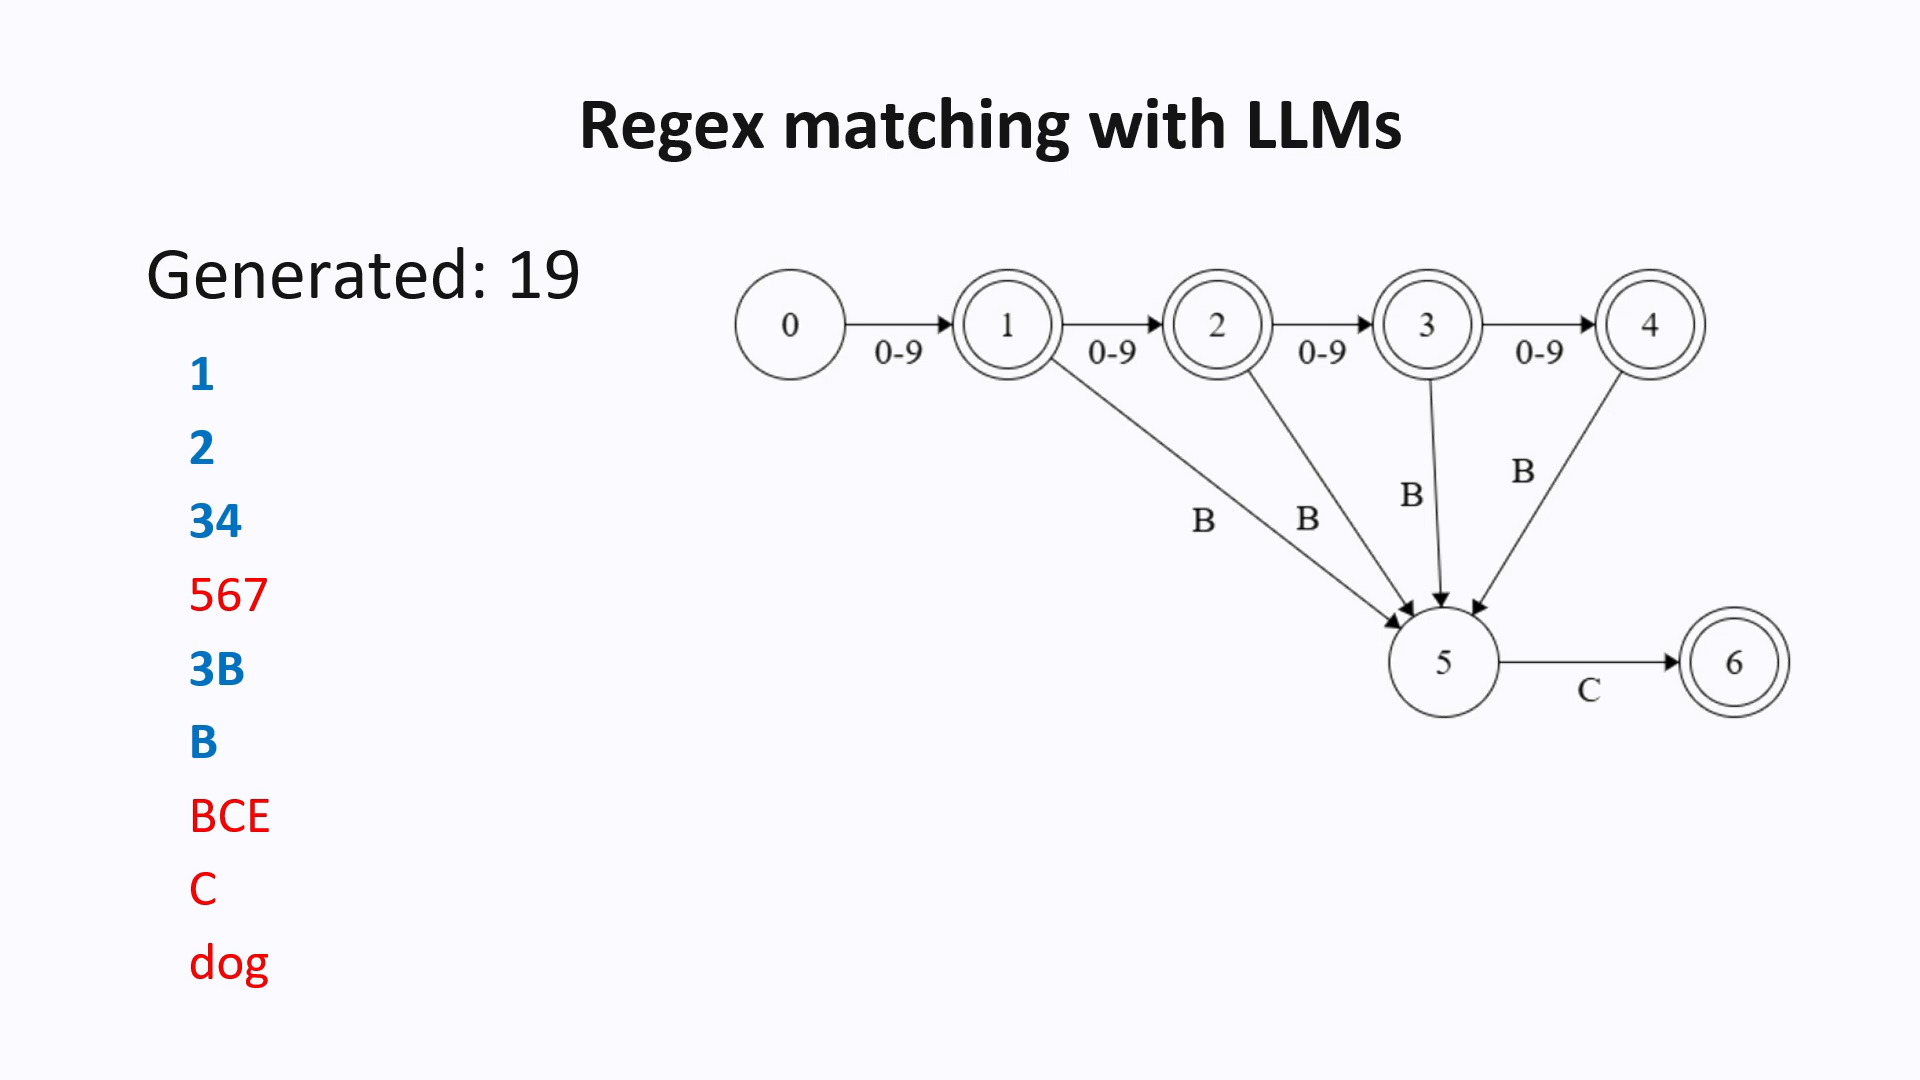 Regex matching with LLMs
Generated: 19
1
2
34
567
3B
B
BCE
C
dog
0 1 2 3 4
0-9 0-9 0-9 0-9
B B B B
5 6
C